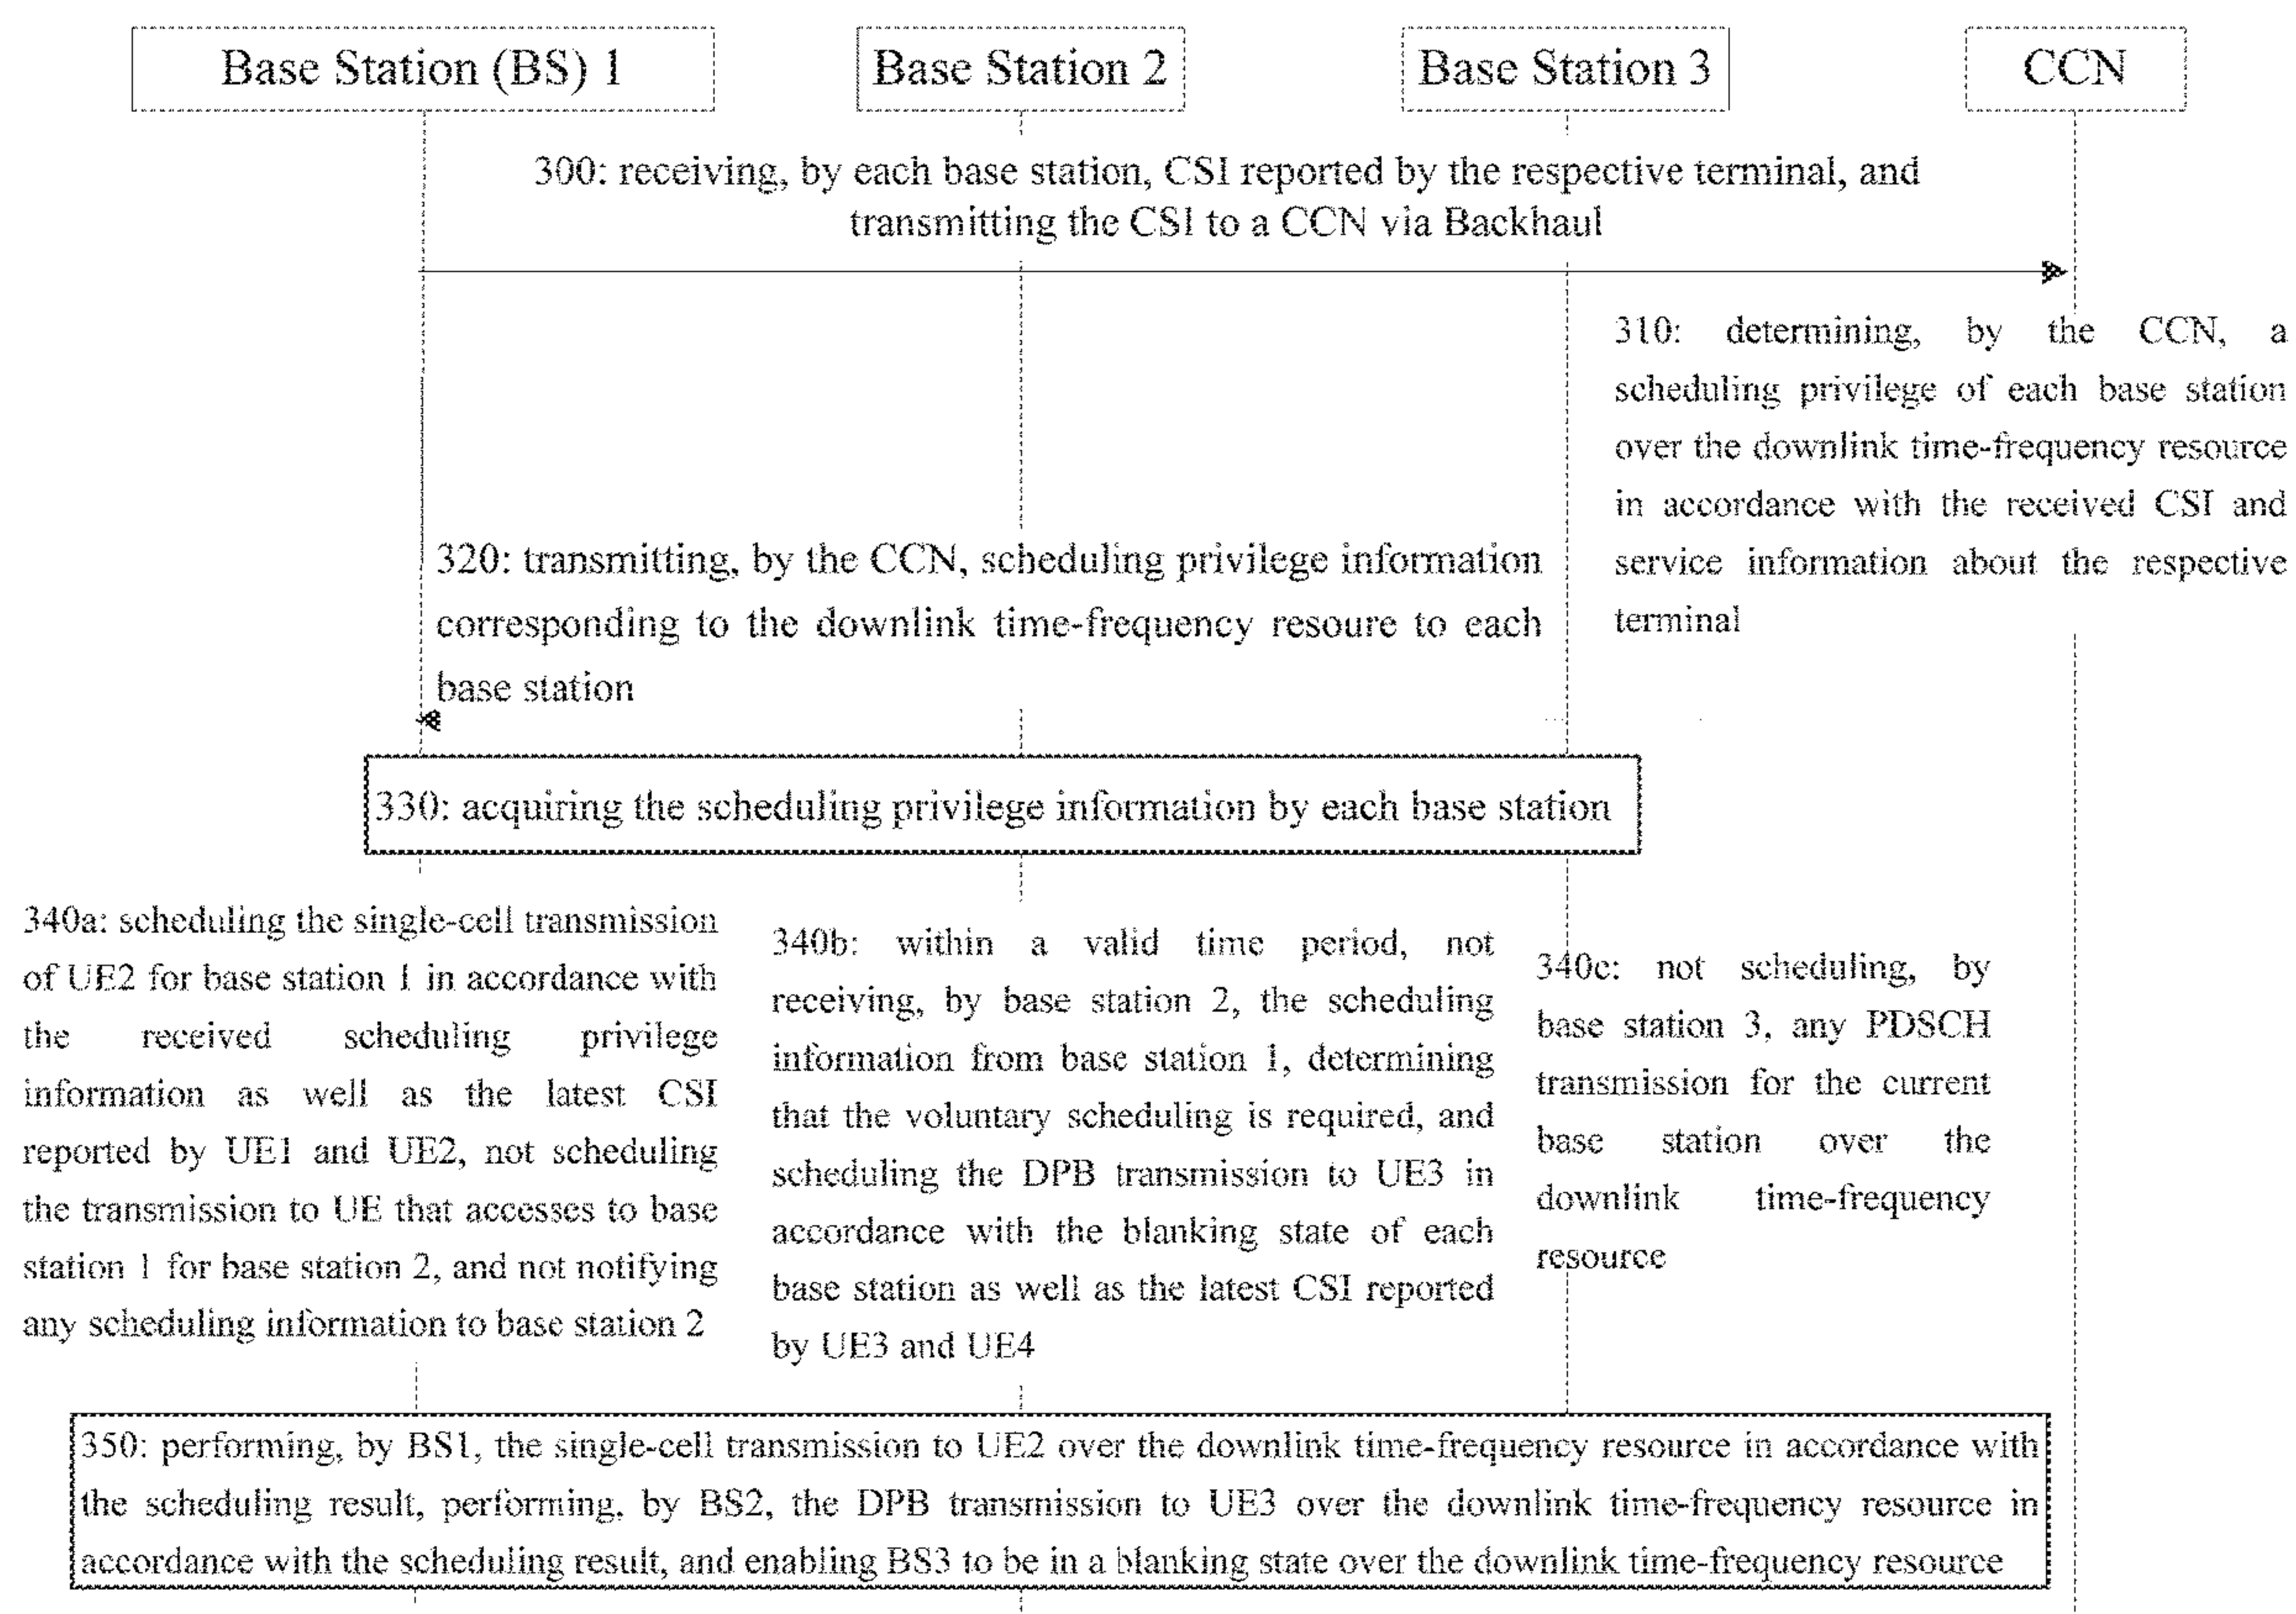 Base Station (BS) 1
Base Station 2
Base Station 3
CCN
300: receiving, by each base station, CSI reported by the respective terminal, and
transmitting the CSI to a CCN via Backhaul
310: determining, by the CCN, a
scheduling privilege of each base station
over the downlink time-frequency resource
in accordance with the received CSI and
service information about the respective
terminal
320: transmitting, by the CCN, scheduling privilege information
corresponding to the downlink time-frequency resoure to each
base station
330: acquiring the scheduling privilege information by each base station
340a: scheduling the single-cell transmission
of UE2 for base station 1 in accordance with
the received scheduling privilege
information as well as the latest CSI
reported by UE1 and UE2, not scheduling
the transmission to UE that accesses to base
station 1 for base station 2, and not notifying
any scheduling information to base station 2
340b: within a valid time period, not
receiving, by base station 2, the scheduling
information from base station 1, determining
that the voluntary scheduling is required, and
scheduling the DPB transmission to UE3 in
accordance with the blanking state of each
base station as well as the latest CSI reported
by UE3 and UE4
340c: not scheduling, by
base station 3, any PDSCH
transmission for the current
base station over the
downlink time-frequency
resource
350: performing, by BS1, the single-cell transmission to UE2 over the downlink time-frequency resource in accordance with
the scheduling result, performing, by BS2, the DPB transmission to UE3 over the downlink time-frequency resource in
accordance with the scheduling result, and enabling BS3 to be in a blanking state over the downlink time-frequency resource